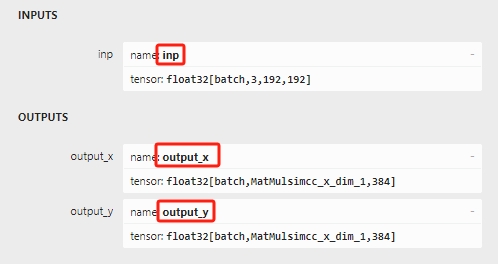 INPUTS
inp name: inp -
tensor: float32[batch,3,192,192]
OUTPUTS
output_x name: output_x -
tensor: float32[batch,MatMulsimcc_x_dim_1,384]
output_y name: output_y -
tensor: float32[batch,MatMulsimcc_x_dim_1,384]